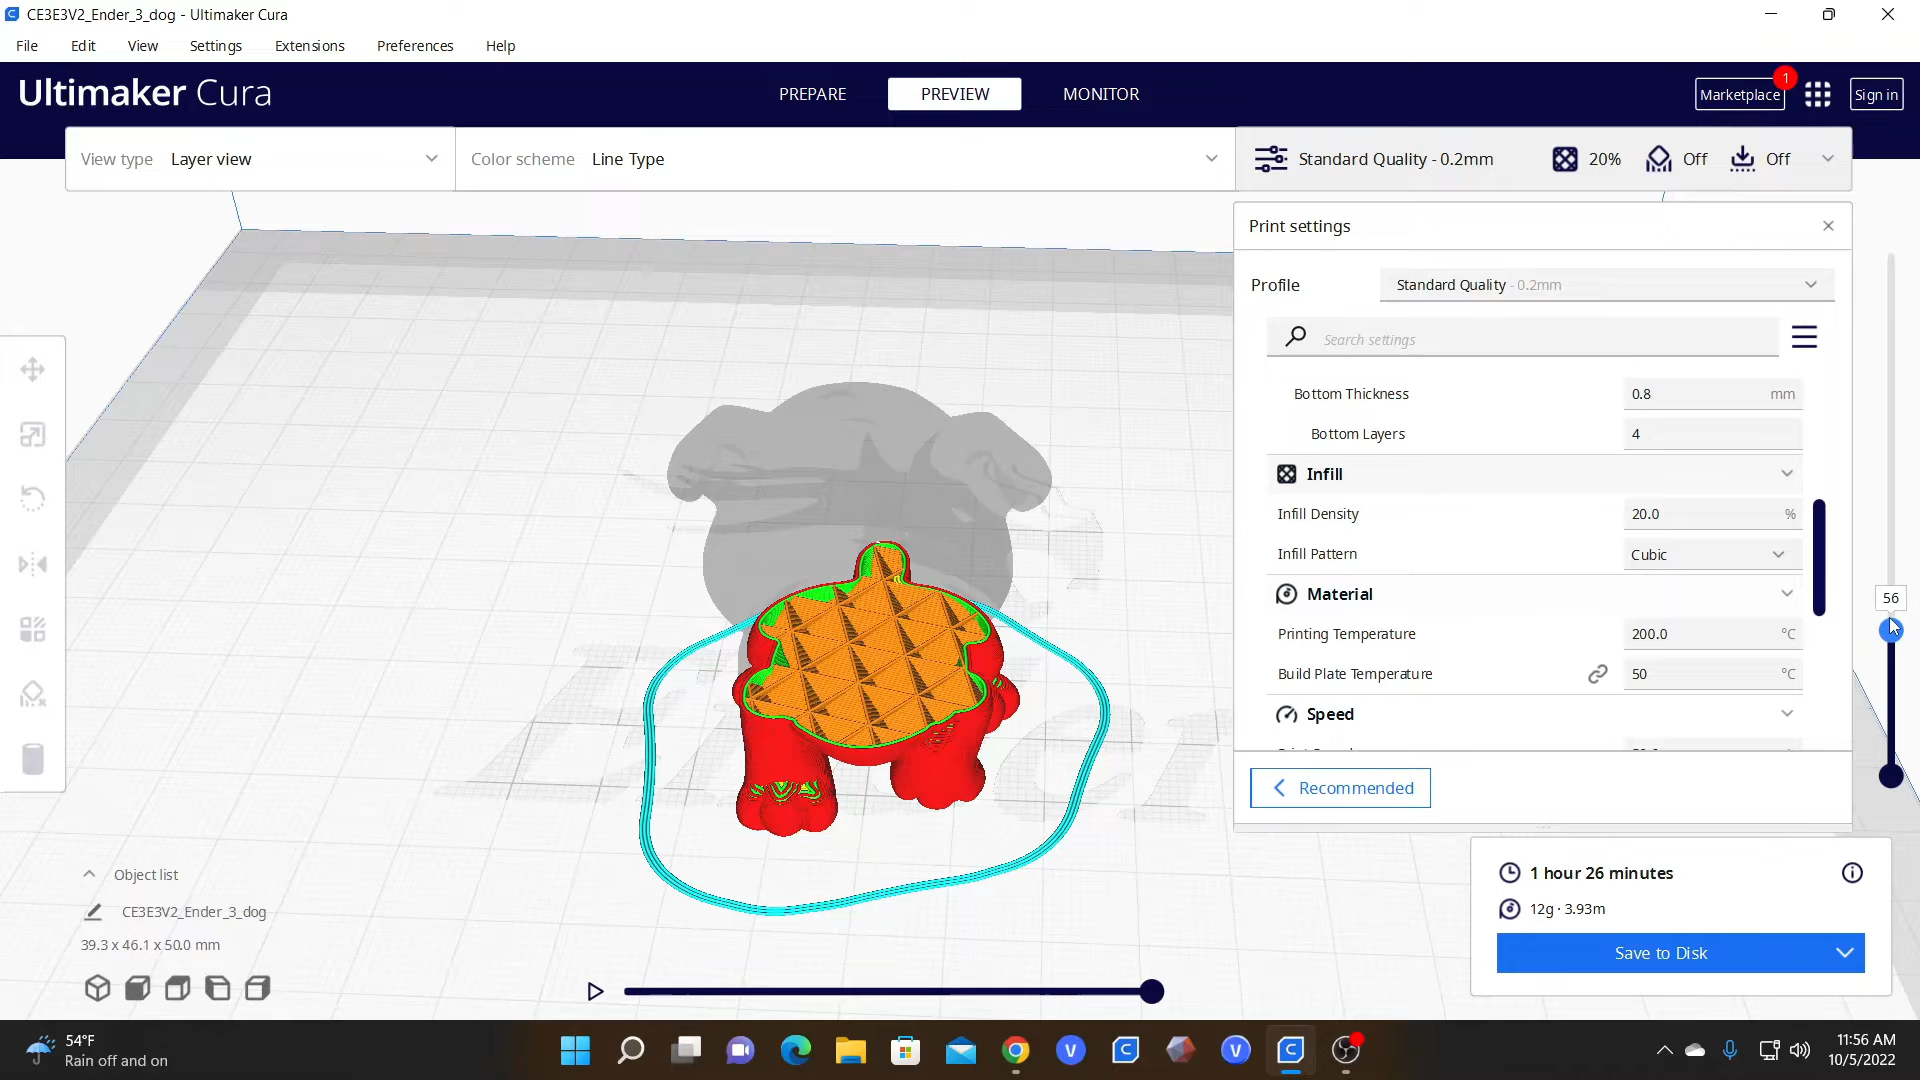 CE3E3V2_Ender_3_dog - Ultimaker Cura
File Edit View Settings Extensions Preferences Help
Ultimaker Cura
PREPARE PREVIEW MONITOR
Marketplace 1 Sign in
View type Layer view
Color scheme Line Type
Standard Quality - 0.2mm 20% Off Off
Print settings
Profile Standard Quality - 0.2mm
Search settings
Bottom Thickness 0.8 mm
Bottom Layers 4
Infill
Infill Density 20.0 %
Infill Pattern Cubic
Material
Printing Temperature 200.0 °C
Build Plate Temperature 50 °C
Speed
56
Recommended
Object list
CE3E3V2_Ender_3_dog
39.3 x 46.1 x 50.0 mm
1 hour 26 minutes
12g · 3.93m
Save to Disk
54°F
Rain off and on
11:56 AM
10/5/2022